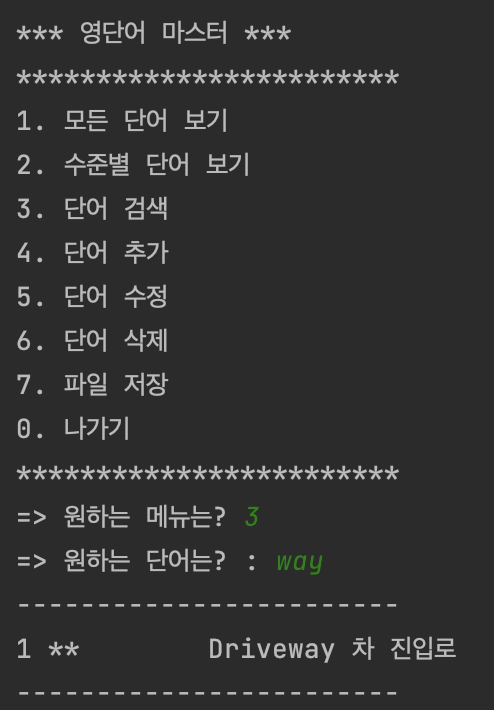 *** 영단어 마스터 ***
************************
1. 모든 단어 보기
2. 수준별 단어 보기
3. 단어 검색
4. 단어 추가
5. 단어 수정
6. 단어 삭제
7. 파일 저장
0. 나가기
************************
=> 원하는 메뉴는? 3
=> 원하는 단어는? : way
------------------------
1 **        Driveway 차 진입로
------------------------